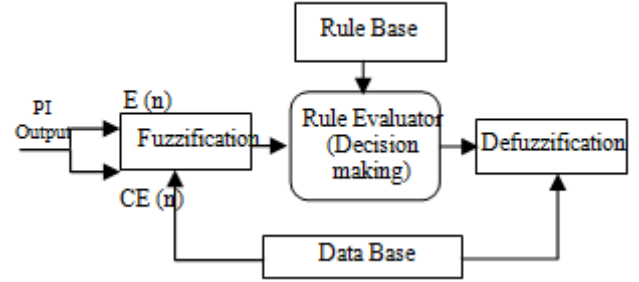 Rule Base
PI
Output
E (n)
Fuzzification
CE (n)
Rule Evaluator
(Decision
making)
Defuzzification
Data Base